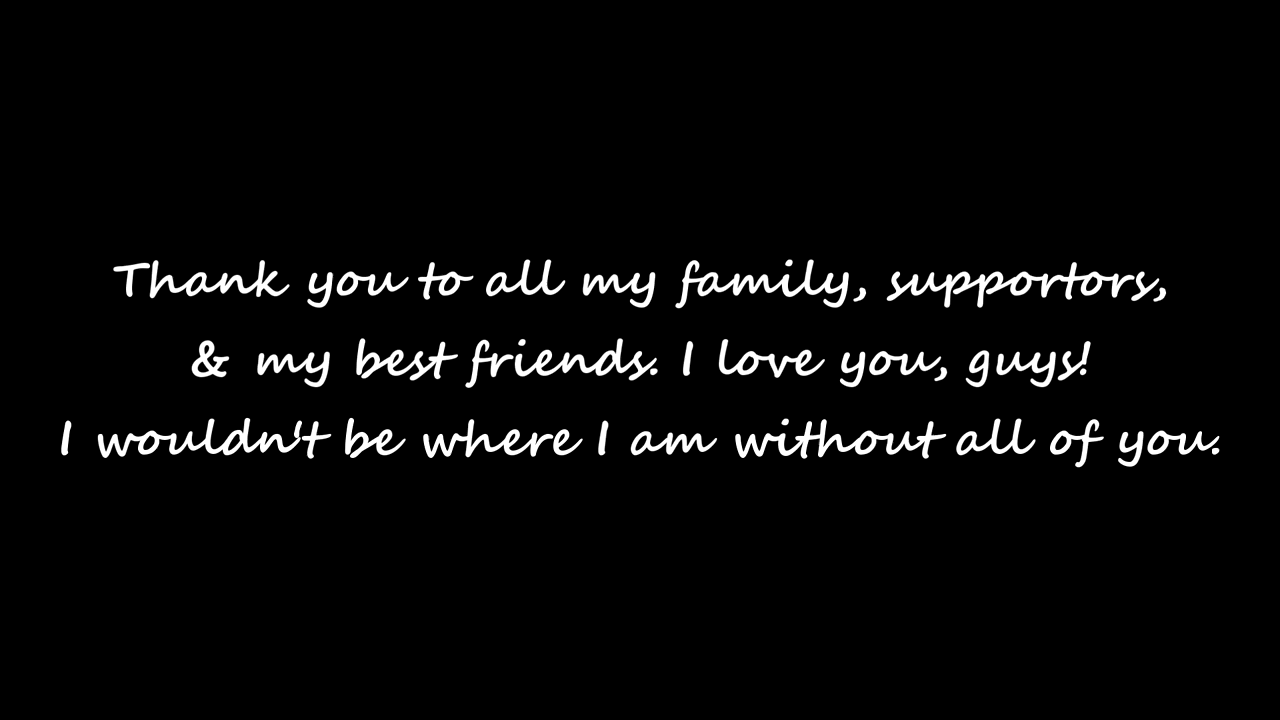 Thank you to all my family, supportors,
& my best friends. I love you, guys!
I wouldn't be where I am without all of you.